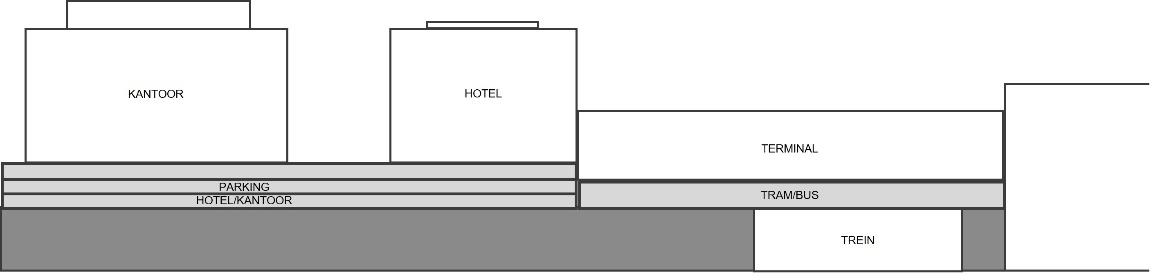 KANTOOR
HOTEL
TERMINAL
PARKING
TRAM/BUS
HOTEL/KANTOOR
TREIN